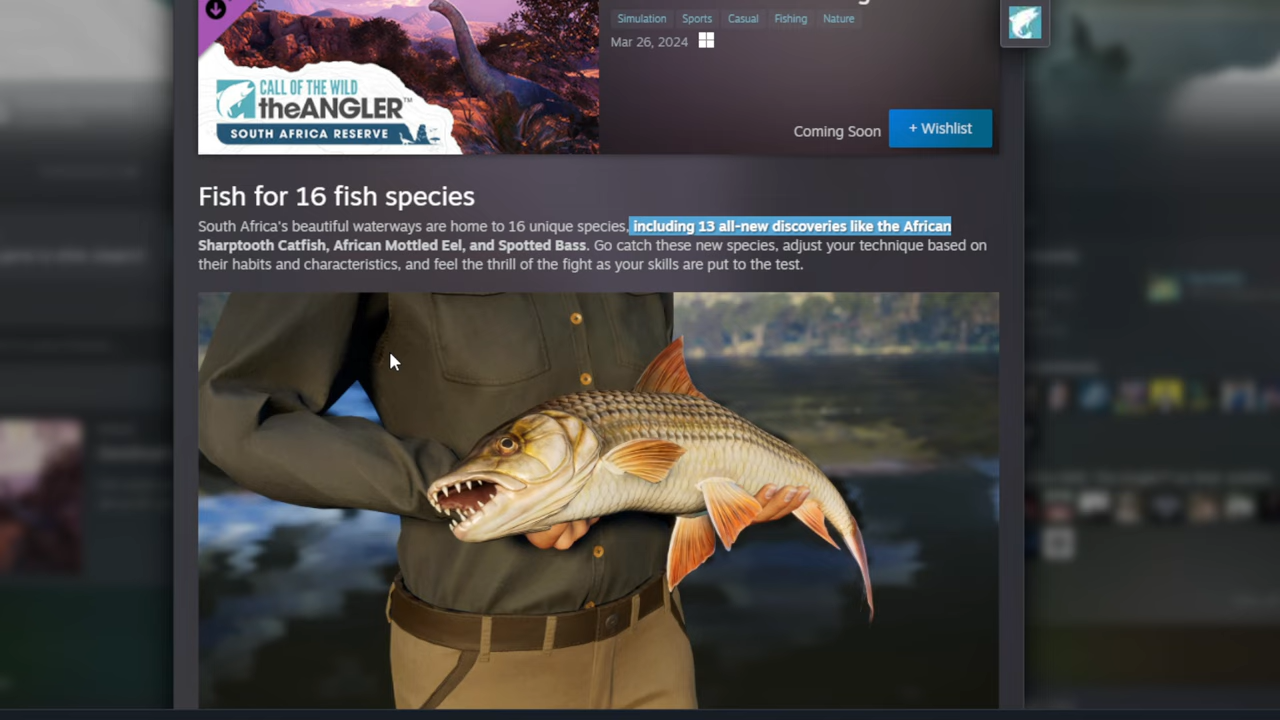 Simulation Sports Casual Fishing Nature
Mar 26, 2024
CALL OF THE WILD
theANGLER™
SOUTH AFRICA RESERVE
Coming Soon + Wishlist
Fish for 16 fish species
South Africa's beautiful waterways are home to 16 unique species, including 13 all-new discoveries like the African
Sharptooth Catfish, African Mottled Eel, and Spotted Bass. Go catch these new species, adjust your technique based on
their habits and characteristics, and feel the thrill of the fight as your skills are put to the test.